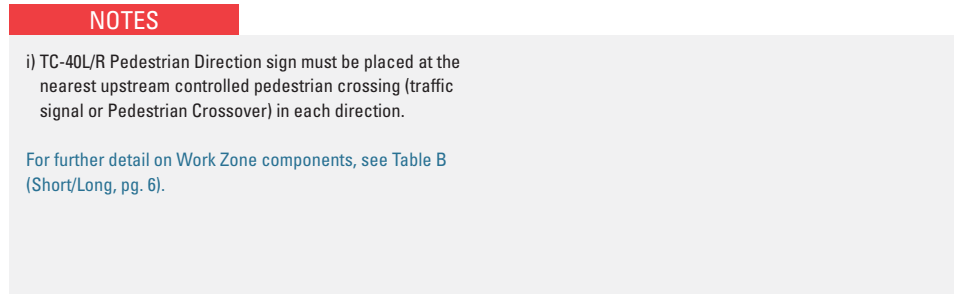 NOTES
i) TC-40L/R Pedestrian Direction sign must be placed at the
nearest upstream controlled pedestrian crossing (traffic
signal or Pedestrian Crossover) in each direction.
For further detail on Work Zone components, see Table B
(Short/Long, pg. 6).